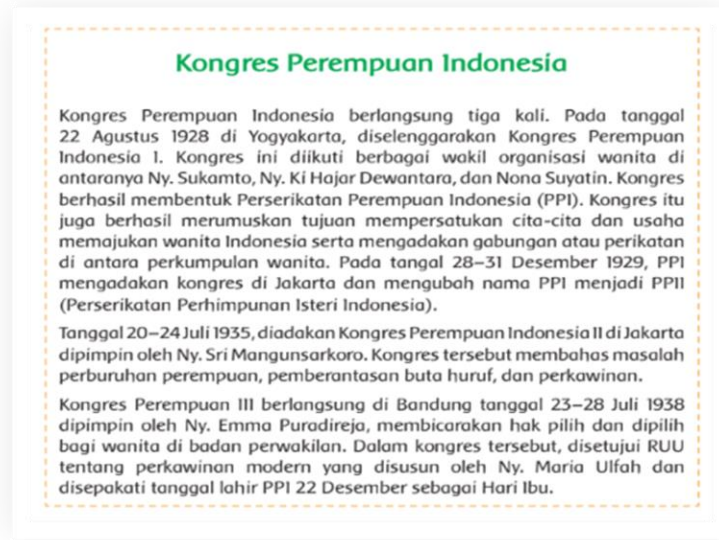 Kongres Perempuan Indonesia
Kongres Perempuan Indonesia berlangsung tiga kali. Pada tanggal
22 Agustus 1928 di Yogyakarta, diselenggarakan Kongres Perempuan
Indonesia 1. Kongres ini diikuti berbagai wakil organisasi wanita di
antaranya Ny. Sukamto, Ny. Ki Hajar Dewantara, dan Nona Suyatin. Kongres
berhasil membentuk Perserikatan Perempuan Indonesia (PPI). Kongres itu
juga berhasil merumuskan tujuan mempersatukan cita-cita dan usaha
memajukan wanita Indonesia serta mengadakan gabungan atau perikatan
di antara perkumpulan wanita. Pada tangal 28–31 Desember 1929, PPI
mengadakan kongres di Jakarta dan mengubah nama PPI menjadi PPII
(Perserikatan Perhimpunan Isteri Indonesia).
Tanggal 20–24 Juli 1935, diadakan Kongres Perempuan Indonesia II di Jakarta
dipimpin oleh Ny. Sri Mangunsarkoro. Kongres tersebut membahas masalah
perburuhan perempuan, pemberantasan buta huruf, dan perkawinan.
Kongres Perempuan III berlangsung di Bandung tanggal 23–28 Juli 1938
dipimpin oleh Ny. Emma Puradireja, membicarakan hak pilih dan dipilih
bagi wanita di badan perwakilan. Dalam kongres tersebut, disetujui RUU
tentang perkawinan modern yang disusun oleh Ny. Maria Ulfah dan
disepakati tanggal lahir PPI 22 Desember sebagai Hari Ibu.